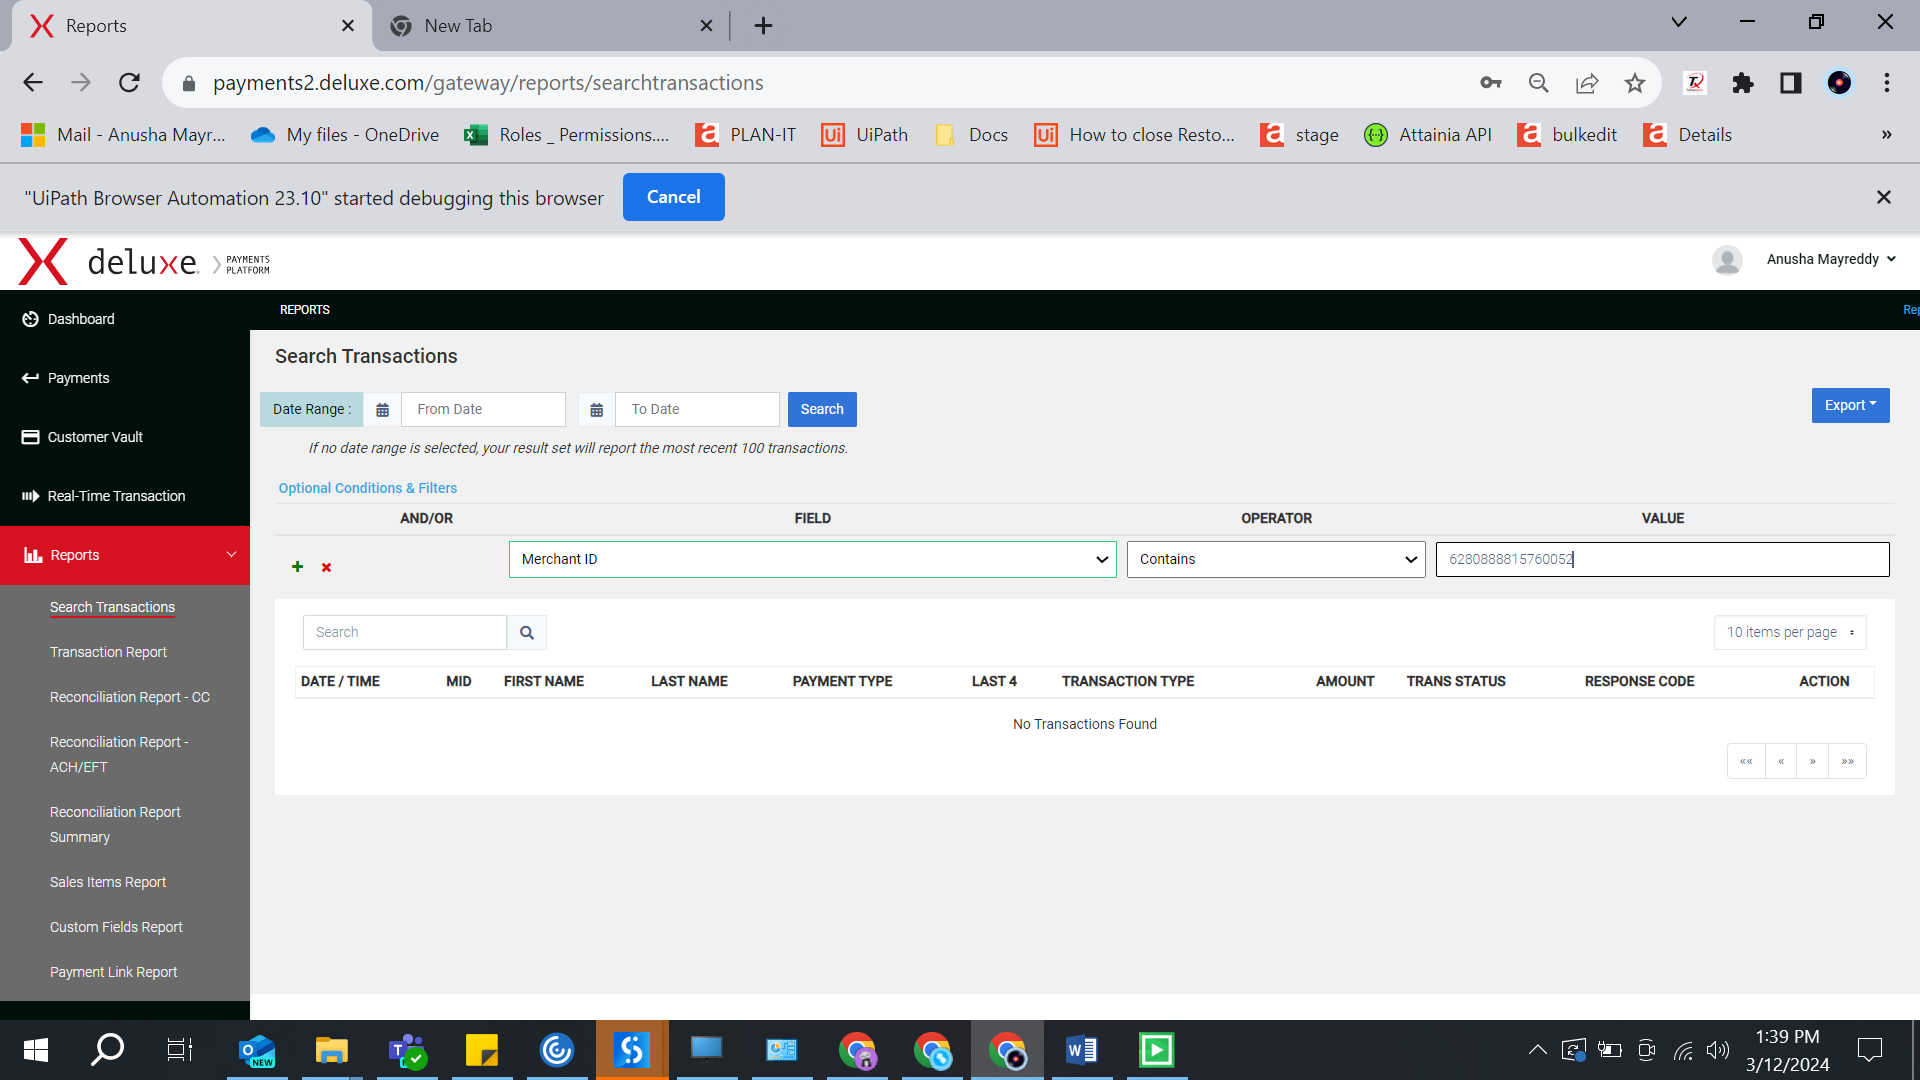 Reports
New Tab
payments2.deluxe.com/gateway/reports/searchtransactions
Mail - Anusha Mayr...
My files - OneDrive
Roles _ Permissions....
PLAN-IT
UiPath
Docs
How to close Resto...
stage
Attainia API
bulkedit
Details
»
"UiPath Browser Automation 23.10" started debugging this browser
Cancel
deluxe. PAYMENTS
PLATFORM
Anusha Mayreddy
Dashboard
Payments
Customer Vault
Real-Time Transaction
Reports
Search Transactions
Transaction Report
Reconciliation Report - CC
Reconciliation Report -
ACH/EFT
Reconciliation Report
Summary
Sales Items Report
Custom Fields Report
Payment Link Report
REPORTS
Rep
Search Transactions
Date Range :
From Date
To Date
Search
Export
If no date range is selected, your result set will report the most recent 100 transactions.
Optional Conditions & Filters
AND/OR FIELD OPERATOR VALUE
Merchant ID Contains 6280888815760052
Search
10 items per page
DATE / TIME MID FIRST NAME LAST NAME PAYMENT TYPE LAST 4 TRANSACTION TYPE AMOUNT TRANS STATUS RESPONSE CODE ACTION
No Transactions Found
«« « » »»
NEW
1:39 PM
3/12/2024